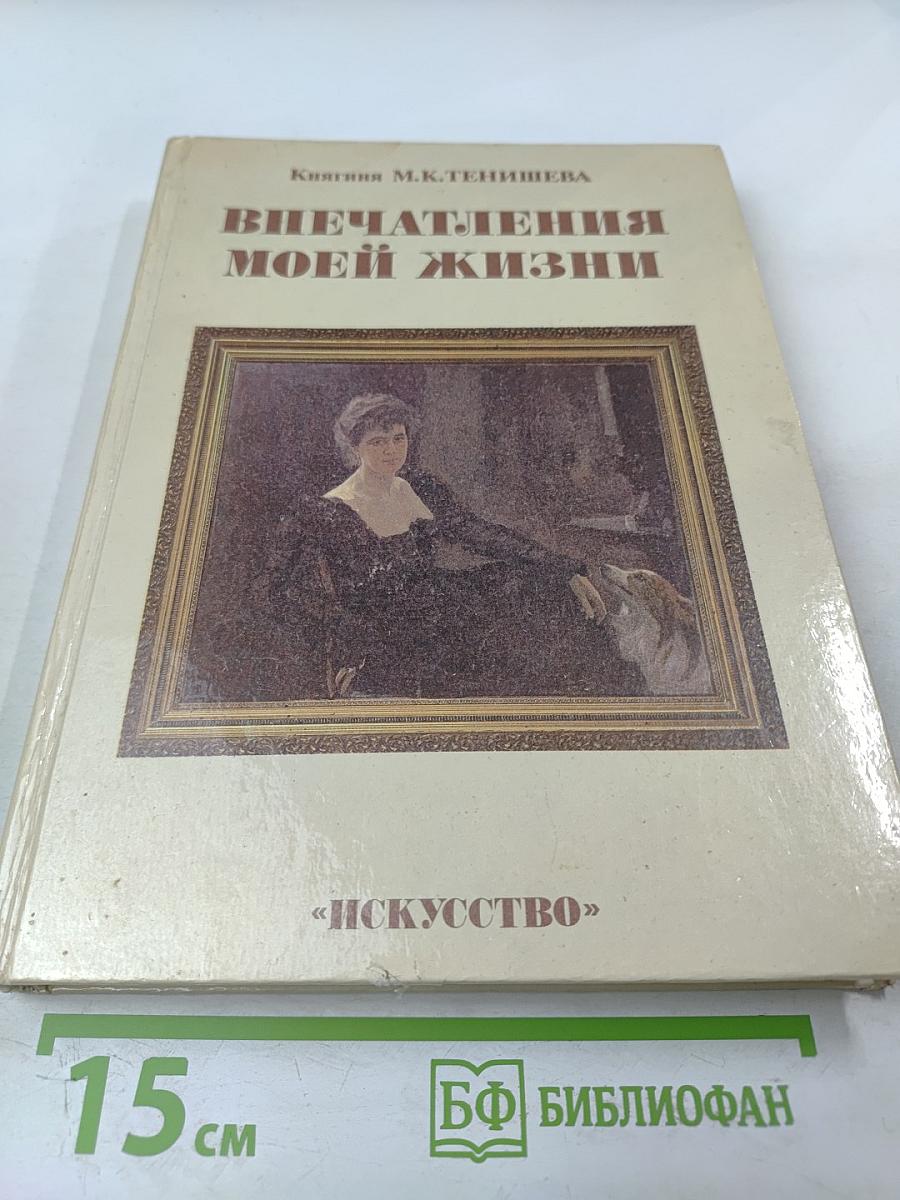 Княгиня М.К.ТЕНИШЕВА
ВПЕЧАТЛЕНИЯ
МОЕЙ ЖИЗНИ
«ИСКУССТВО»
15 см
БФ БИБЛИОФАН